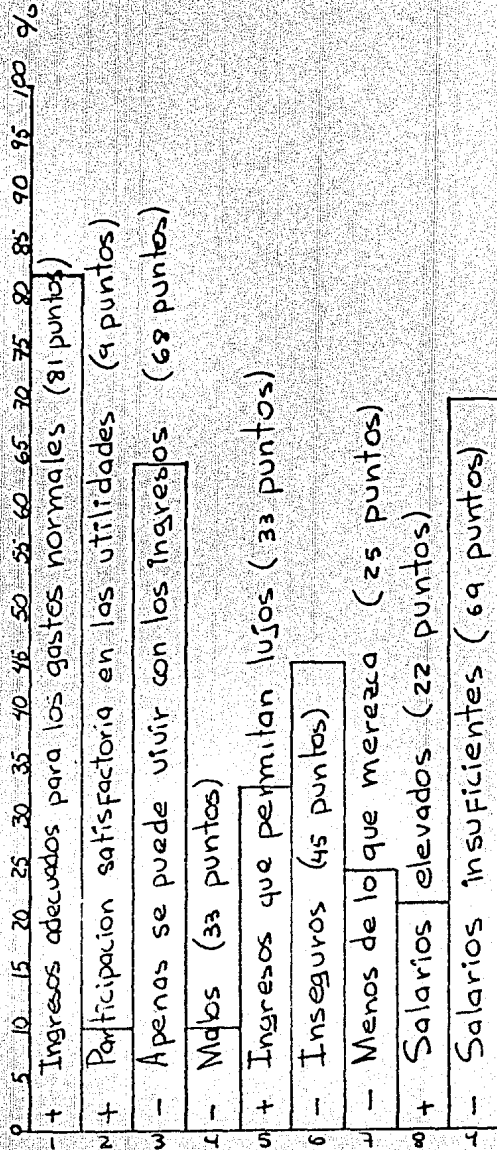 0 5 10 15 20 25 30 35 40 45 50 55 60 65 70 75 80 85 90 95 100 %
1 + Ingresos adecuados para los gastos normales (81 puntos)
2 + Participacion satisfactoria en las utilidades (9 puntos)
3 - Apenas se puede vivir con los ingresos (68 puntos)
4 - Malos (33 puntos)
5 + Ingresos que permitan lujos (33 puntos)
6 - Inseguros (45 puntos)
7 - Menos de lo que merezca (25 puntos)
8 + Salarios elevados (22 puntos)
9 - Salarios insuficientes (69 puntos)